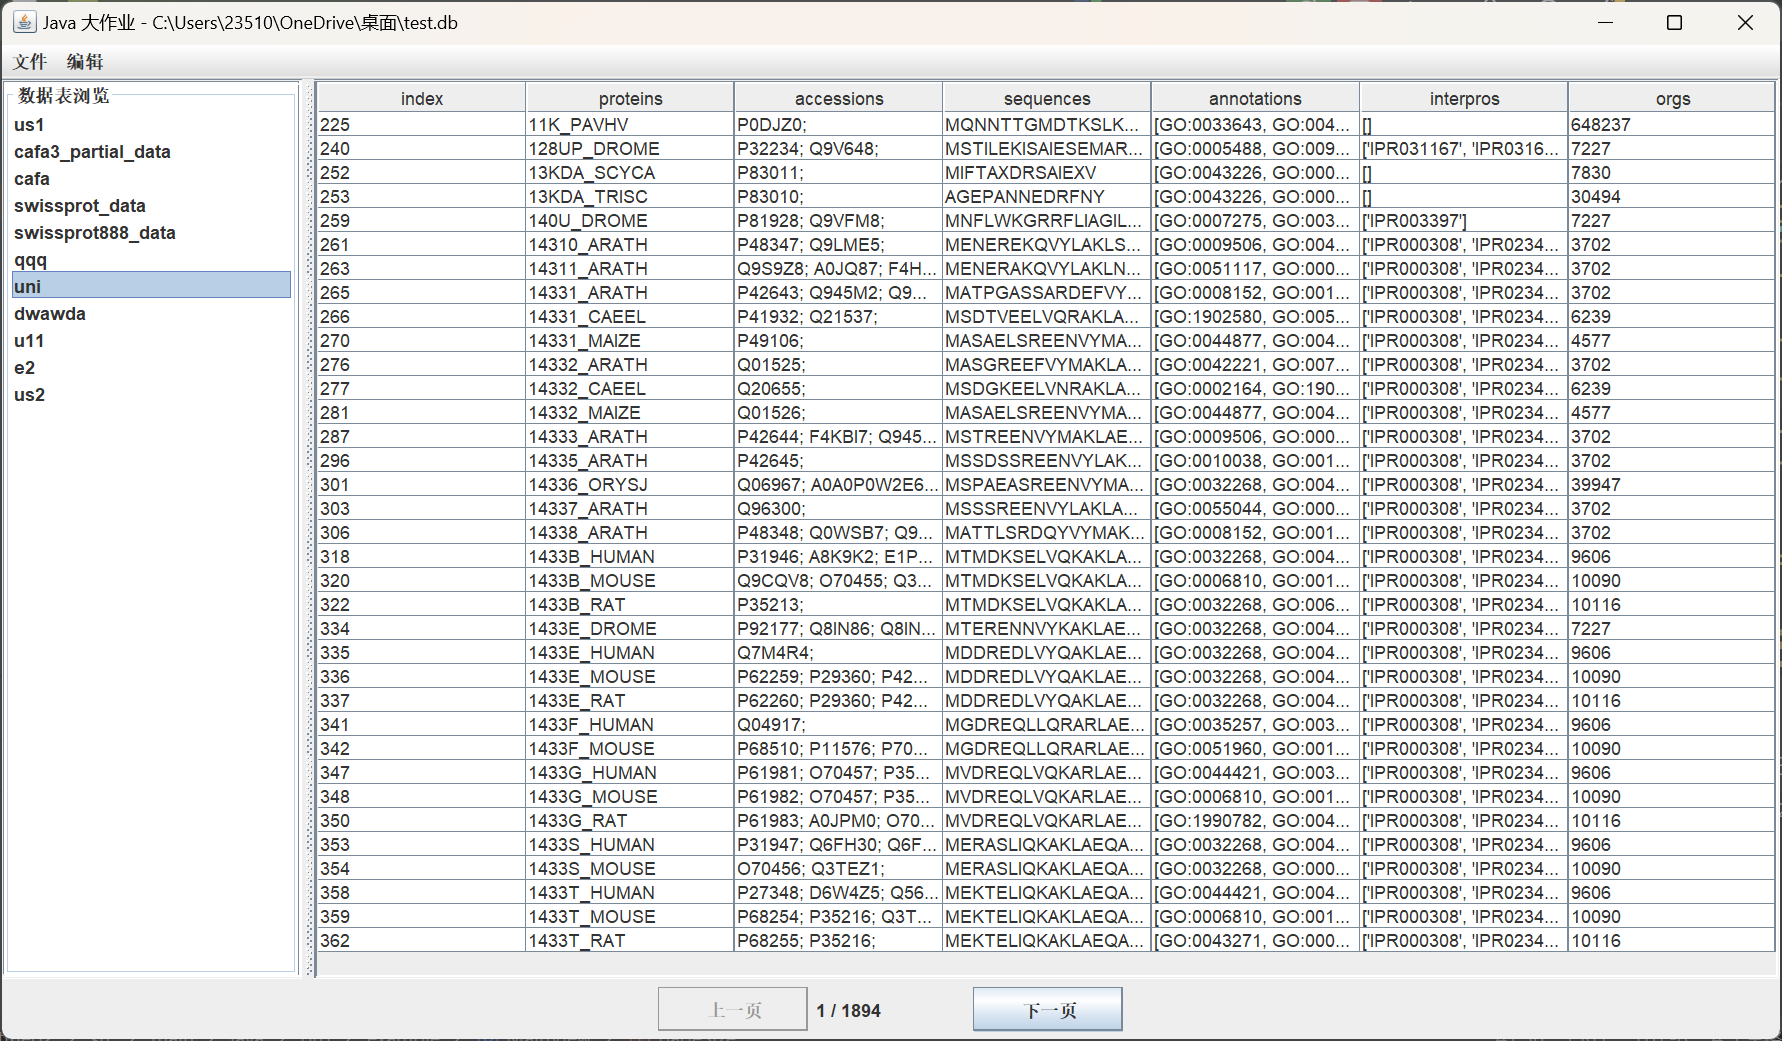 Java 大作业 - C:\Users\23510\OneDrive\桌面\test.db
文件 编辑
数据表浏览
us1
cafa3_partial_data
cafa
swissprot_data
swissprot888_data
qqq
uni
dwawda
u11
e2
us2
index proteins accessions sequences annotations interpros orgs
225 11K_PAVHV P0DJZ0; MQNNTTGMDTKSLK... [GO:0033643, GO:004... [] 648237
240 128UP_DROME P32234; Q9V648; MSTILEKISAIESEMAR... [GO:0005488, GO:009... ['IPR031167', 'IPR0316... 7227
252 13KDA_SCYCA P83011; MIFTAXDRSAIEXV [GO:0043226, GO:000... [] 7830
253 13KDA_TRISC P83010; AGEPANNEDRFNY [GO:0043226, GO:000... [] 30494
259 140U_DROME P81928; Q9VFM8; MNFLWKGRRFLIAGIL... [GO:0007275, GO:003... ['IPR003397'] 7227
261 14310_ARATH P48347; Q9LME5; MENEREKQVYLAKLS... [GO:0009506, GO:004... ['IPR000308', 'IPR0234... 3702
263 14311_ARATH Q9S9Z8; A0JQ87; F4H... MENERAKQVYLAKLN... [GO:0051117, GO:000... ['IPR000308', 'IPR0234... 3702
265 14331_ARATH P42643; Q945M2; Q9... MATPGASSARDEFVY... [GO:0008152, GO:001... ['IPR000308', 'IPR0234... 3702
266 14331_CAEEL P41932; Q21537; MSDTVEELVQRAKLA... [GO:1902580, GO:005... ['IPR000308', 'IPR0234... 6239
270 14331_MAIZE P49106; MASAELSREENVYMA... [GO:0044877, GO:004... ['IPR000308', 'IPR0234... 4577
276 14332_ARATH Q01525; MASGREEFVYMAKLA... [GO:0042221, GO:007... ['IPR000308', 'IPR0234... 3702
277 14332_CAEEL Q20655; MSDGKEELVNRAKLA... [GO:0002164, GO:190... ['IPR000308', 'IPR0234... 6239
281 14332_MAIZE Q01526; MASAELSREENVYMA... [GO:0044877, GO:004... ['IPR000308', 'IPR0234... 4577
287 14333_ARATH P42644; F4KBI7; Q945... MSTREENVYMAKLAE... [GO:0009506, GO:000... ['IPR000308', 'IPR0234... 3702
296 14335_ARATH P42645; MSSDSSREENVYLAK... [GO:0010038, GO:001... ['IPR000308', 'IPR0234... 3702
301 14336_ORYSJ Q06967; A0A0P0W2E6... MSPAEASREENVYMA... [GO:0032268, GO:004... ['IPR000308', 'IPR0234... 39947
303 14337_ARATH Q96300; MSSSREENVYLAKLA... [GO:0055044, GO:000... ['IPR000308', 'IPR0234... 3702
306 14338_ARATH P48348; Q0WSB7; Q9... MATTLSRDQYVYMAK... [GO:0008152, GO:001... ['IPR000308', 'IPR0234... 3702
318 1433B_HUMAN P31946; A8K9K2; E1P... MTMDKSELVQKAKLA... [GO:0032268, GO:004... ['IPR000308', 'IPR0234... 9606
320 1433B_MOUSE Q9CQV8; O70455; Q3... MTMDKSELVQKAKLA... [GO:0006810, GO:001... ['IPR000308', 'IPR0234... 10090
322 1433B_RAT P35213; MTMDKSELVQKAKLA... [GO:0032268, GO:006... ['IPR000308', 'IPR0234... 10116
334 1433E_DROME P92177; Q8IN86; Q8IN... MTERENNVYKAKLAE... [GO:0032268, GO:004... ['IPR000308', 'IPR0234... 7227
335 1433E_HUMAN Q7M4R4; MDDREDLVYQAKLAE... [GO:0032268, GO:004... ['IPR000308', 'IPR0234... 9606
336 1433E_MOUSE P62259; P29360; P42... MDDREDLVYQAKLAE... [GO:0032268, GO:004... ['IPR000308', 'IPR0234... 10090
337 1433E_RAT P62260; P29360; P42... MDDREDLVYQAKLAE... [GO:0032268, GO:004... ['IPR000308', 'IPR0234... 10116
341 1433F_HUMAN Q04917; MGDREQLLQRARLAE... [GO:0035257, GO:003... ['IPR000308', 'IPR0234... 9606
342 1433F_MOUSE P68510; P11576; P70... MGDREQLLQRARLAE... [GO:0051960, GO:001... ['IPR000308', 'IPR0234... 10090
347 1433G_HUMAN P61981; O70457; P35... MVDREQLVQKARLAE... [GO:0044421, GO:003... ['IPR000308', 'IPR0234... 9606
348 1433G_MOUSE P61982; O70457; P35... MVDREQLVQKARLAE... [GO:0006810, GO:001... ['IPR000308', 'IPR0234... 10090
350 1433G_RAT P61983; A0JPM0; O70... MVDREQLVQKARLAE... [GO:1990782, GO:004... ['IPR000308', 'IPR0234... 10116
353 1433S_HUMAN P31947; Q6FH30; Q6F... MERASLIQKAKLAEQA... [GO:0032268, GO:004... ['IPR000308', 'IPR0234... 9606
354 1433S_MOUSE O70456; Q3TEZ1; MERASLIQKAKLAEQA... [GO:0032268, GO:000... ['IPR000308', 'IPR0234... 10090
358 1433T_HUMAN P27348; D6W4Z5; Q56... MEKTELIQKAKLAEQA... [GO:0044421, GO:004... ['IPR000308', 'IPR0234... 9606
359 1433T_MOUSE P68254; P35216; Q3T... MEKTELIQKAKLAEQA... [GO:0006810, GO:001... ['IPR000308', 'IPR0234... 10090
362 1433T_RAT P68255; P35216; MEKTELIQKAKLAEQA... [GO:0043271, GO:000... ['IPR000308', 'IPR0234... 10116
上一页 1 / 1894 下一页